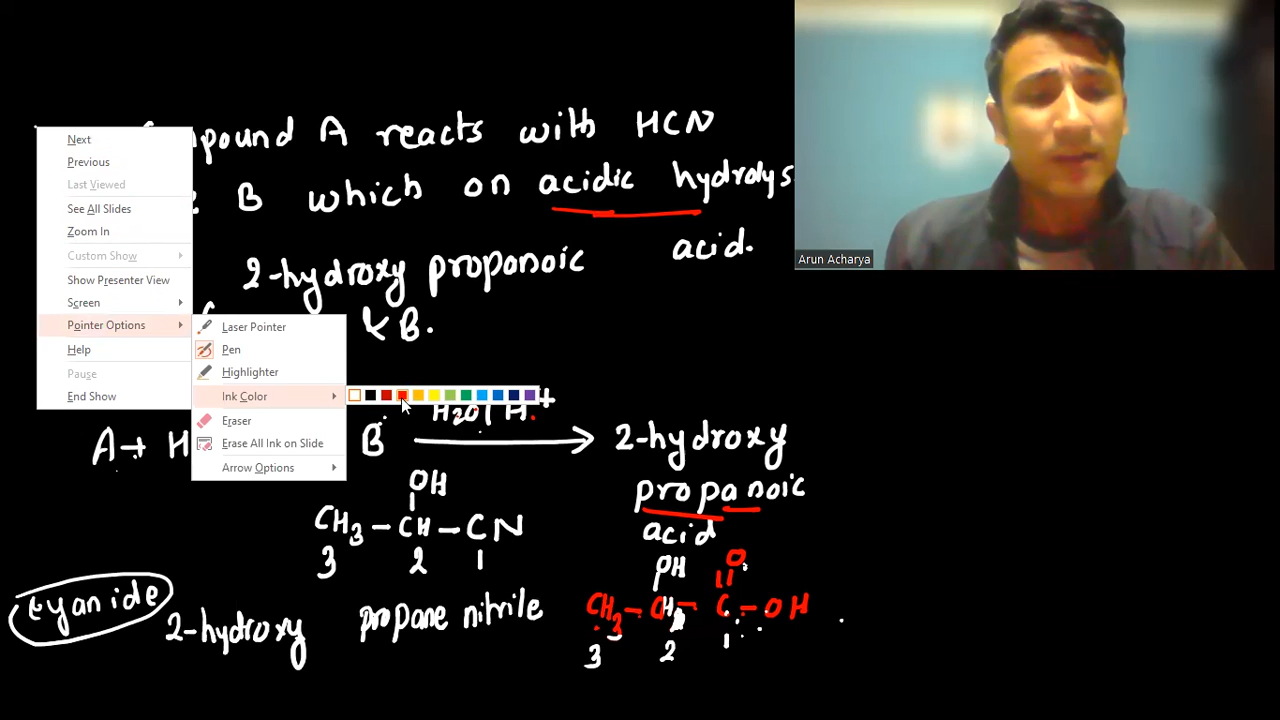 Compound A reacts with HCN
B which on acidic hydrolys
2-hydroxy propanoic acid.
& B.
Arun Acharya
Next
Previous
Last Viewed
See All Slides
Zoom In
Custom Show
Show Presenter View
Screen
Pointer Options
Help
Pause
End Show
Laser Pointer
Pen
Highlighter
Ink Color
Eraser
Erase All Ink on Slide
Arrow Options
A + H B H2O / H+ 2-hydroxy
propanoic
acid
OH
CH3 - CH - CN
3 2 1
OH O
CH3 - CH - C - OH
3 2 1
cyanide
2-hydroxy propane nitrile